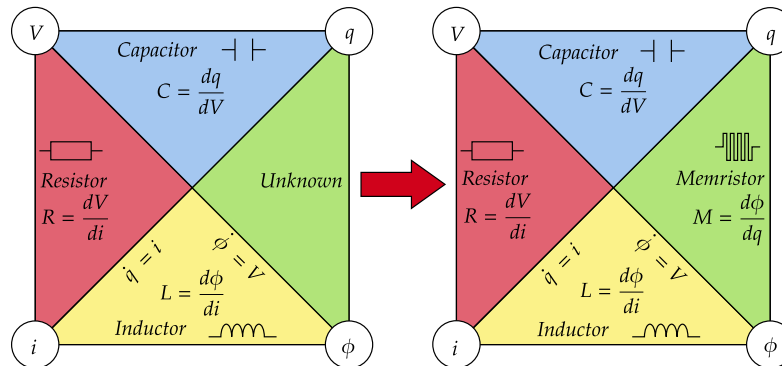 V
q
Capacitor
C = dq/dV
Resistor
R = dV/di
Unknown
q̇ = i
ϕ̇ = V
L = dϕ/di
Inductor
i
ϕ
V
q
Capacitor
C = dq/dV
Resistor
R = dV/di
Memristor
M = dϕ/dq
q̇ = i
ϕ̇ = V
L = dϕ/di
Inductor
i
ϕ